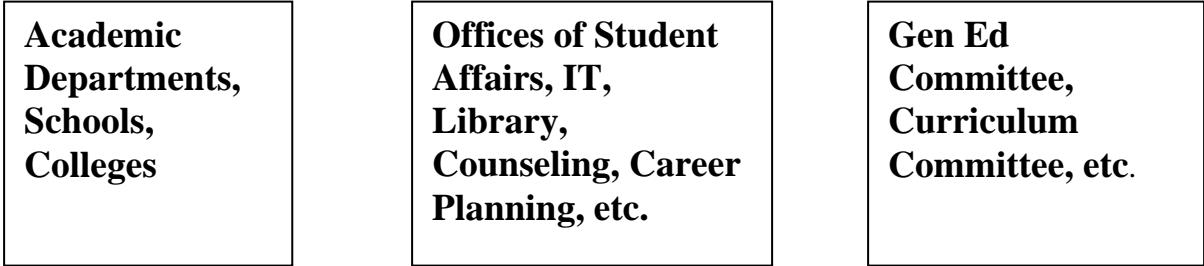 Academic
Departments,
Schools,
Colleges
Offices of Student
Affairs, IT,
Library,
Counseling, Career
Planning, etc.
Gen Ed
Committee,
Curriculum
Committee, etc.